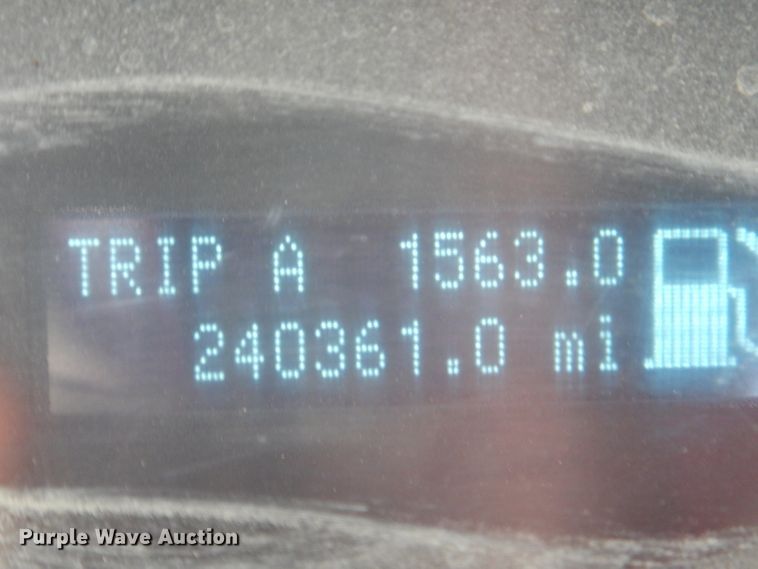 TRIP A 1563.0
240361.0 mi
Purple Wave Auction